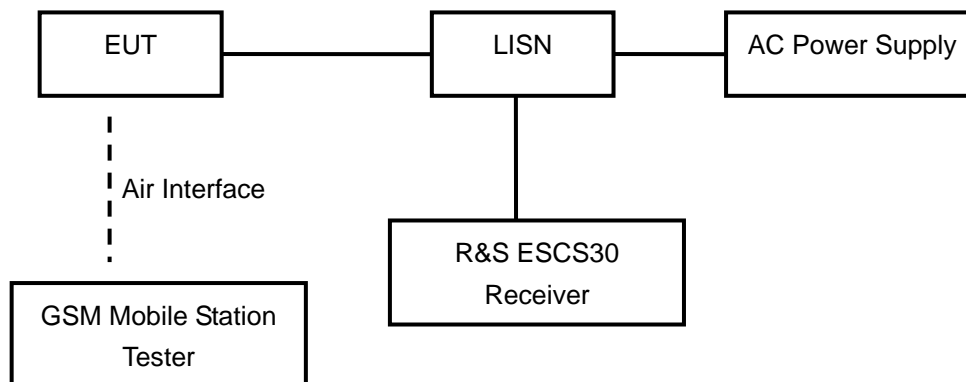 EUT
LISN
AC Power Supply
Air Interface
R&S ESCS30
Receiver
GSM Mobile Station
Tester